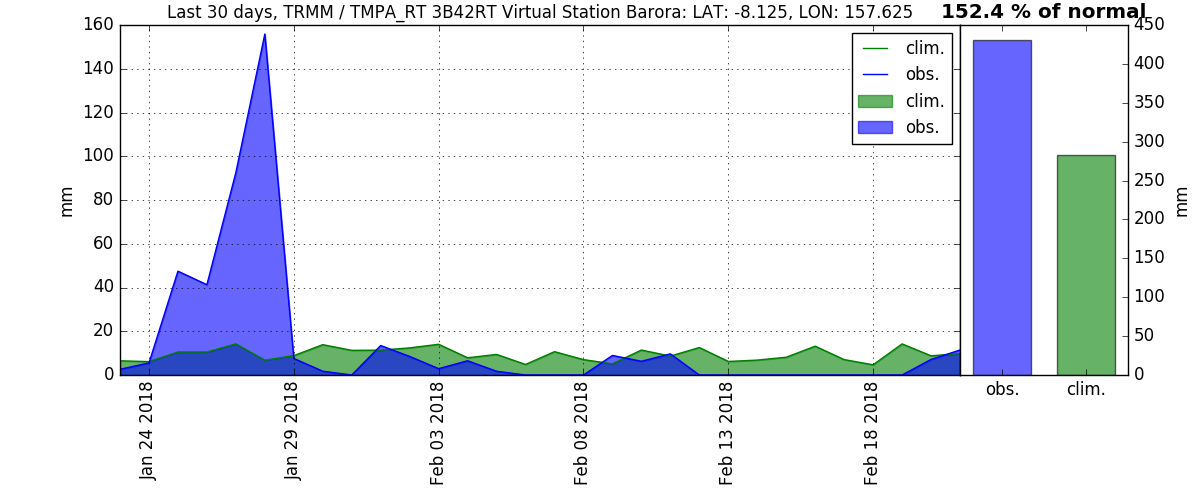 Last 30 days, TRMM / TMPA_RT 3B42RT Virtual Station Barora: LAT: -8.125, LON: 157.625
152.4 % of normal
160
140
120
100
80
60
40
20
0
mm
clim.
obs.
clim.
obs.
450
400
350
300
250
200
150
100
50
0
mm
obs.
clim.
Jan 24 2018
Jan 29 2018
Feb 03 2018
Feb 08 2018
Feb 13 2018
Feb 18 2018